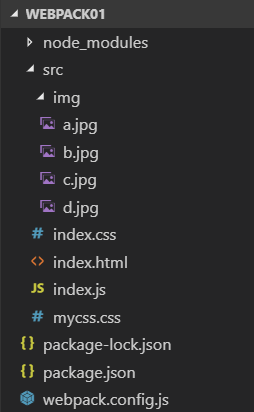 WEBPACK01
node_modules
src
img
a.jpg
b.jpg
c.jpg
d.jpg
# index.css
<> index.html
JS index.js
# mycss.css
{} package-lock.json
{} package.json
webpack.config.js